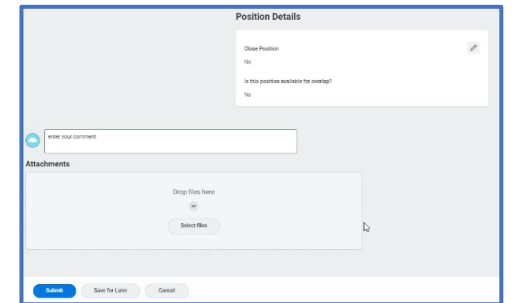 Position Details
Close Position
No
Is this position available for overlap?
No
enter your comment
Attachments
Drop files here
or
Select files
Submit
Save for Later
Cancel